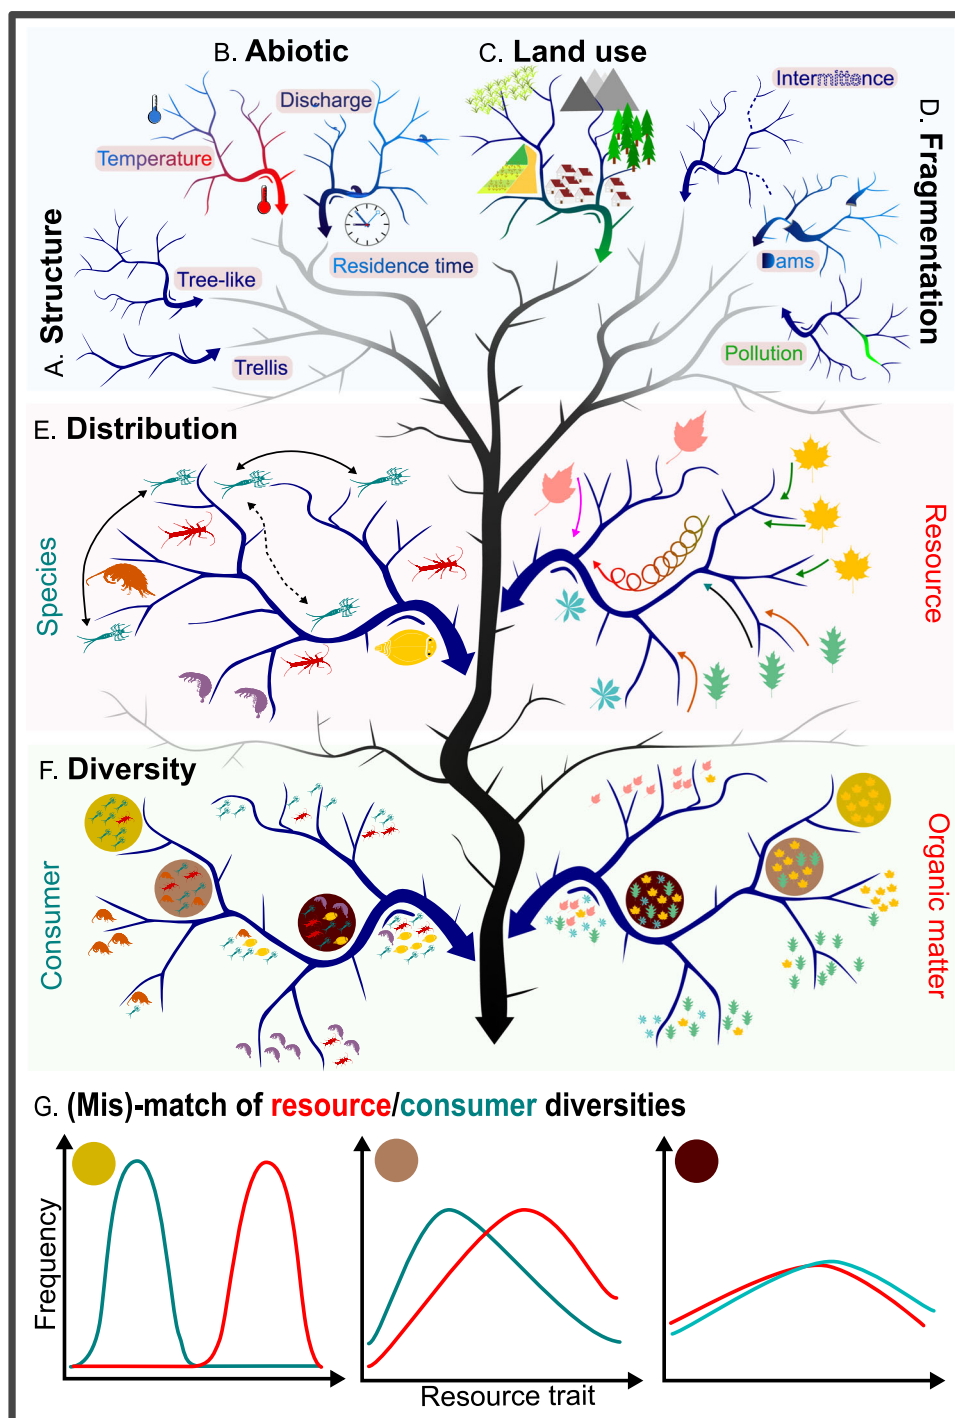 B. Abiotic
C. Land use
Discharge
Intermittence
Temperature
D. Fragmentation
A. Structure
Tree-like
Residence time
Dams
Trellis
Pollution
E. Distribution
Species
Resource
F. Diversity
Consumer
Organic matter
G. (Mis)-match of resource/consumer diversities
Frequency
Resource trait